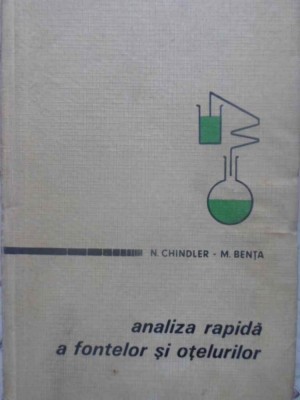 N. CHINDLER - M. BENȚA
analiza rapidă
a fontelor și oțelurilor